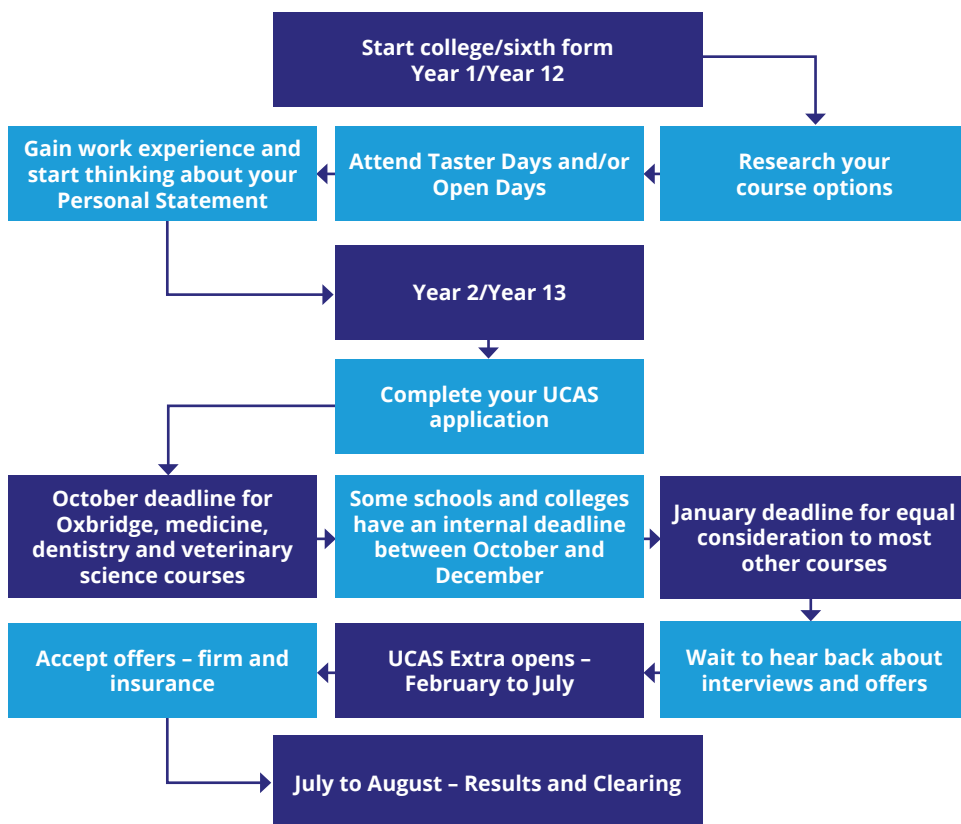 Start college/sixth form
Year 1/Year 12
Research your
course options
Attend Taster Days and/or
Open Days
Gain work experience and
start thinking about your
Personal Statement
Year 2/Year 13
Complete your UCAS
application
October deadline for
Oxbridge, medicine,
dentistry and veterinary
science courses
Some schools and colleges
have an internal deadline
between October and
December
January deadline for equal
consideration to most
other courses
Wait to hear back about
interviews and offers
UCAS Extra opens –
February to July
Accept offers – firm and
insurance
July to August – Results and Clearing